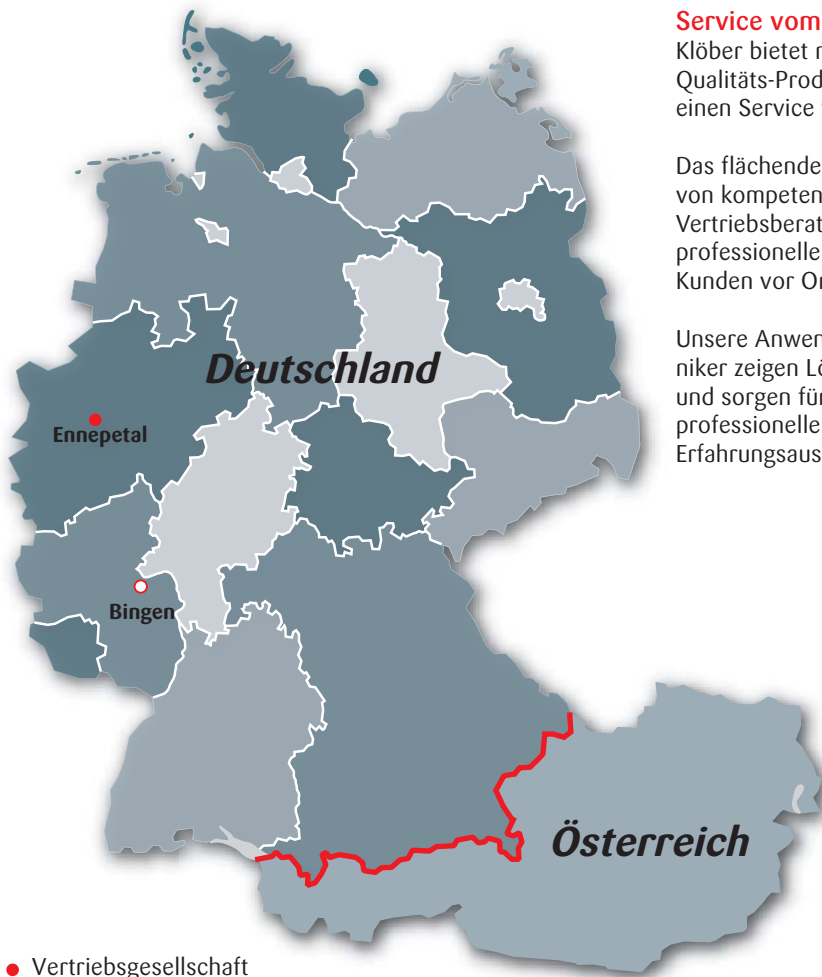 Service vom
Klöber bietet
Qualitäts-Prod
einen Service
Das flächende
von kompeten
Vertriebsberat
professionelle
Kunden vor Or
Unsere Anwen
niker zeigen Lö
und sorgen für
professionelle
Erfahrungsaus
Deutschland
Ennepetal
Bingen
Österreich
Vertriebsgesellschaft